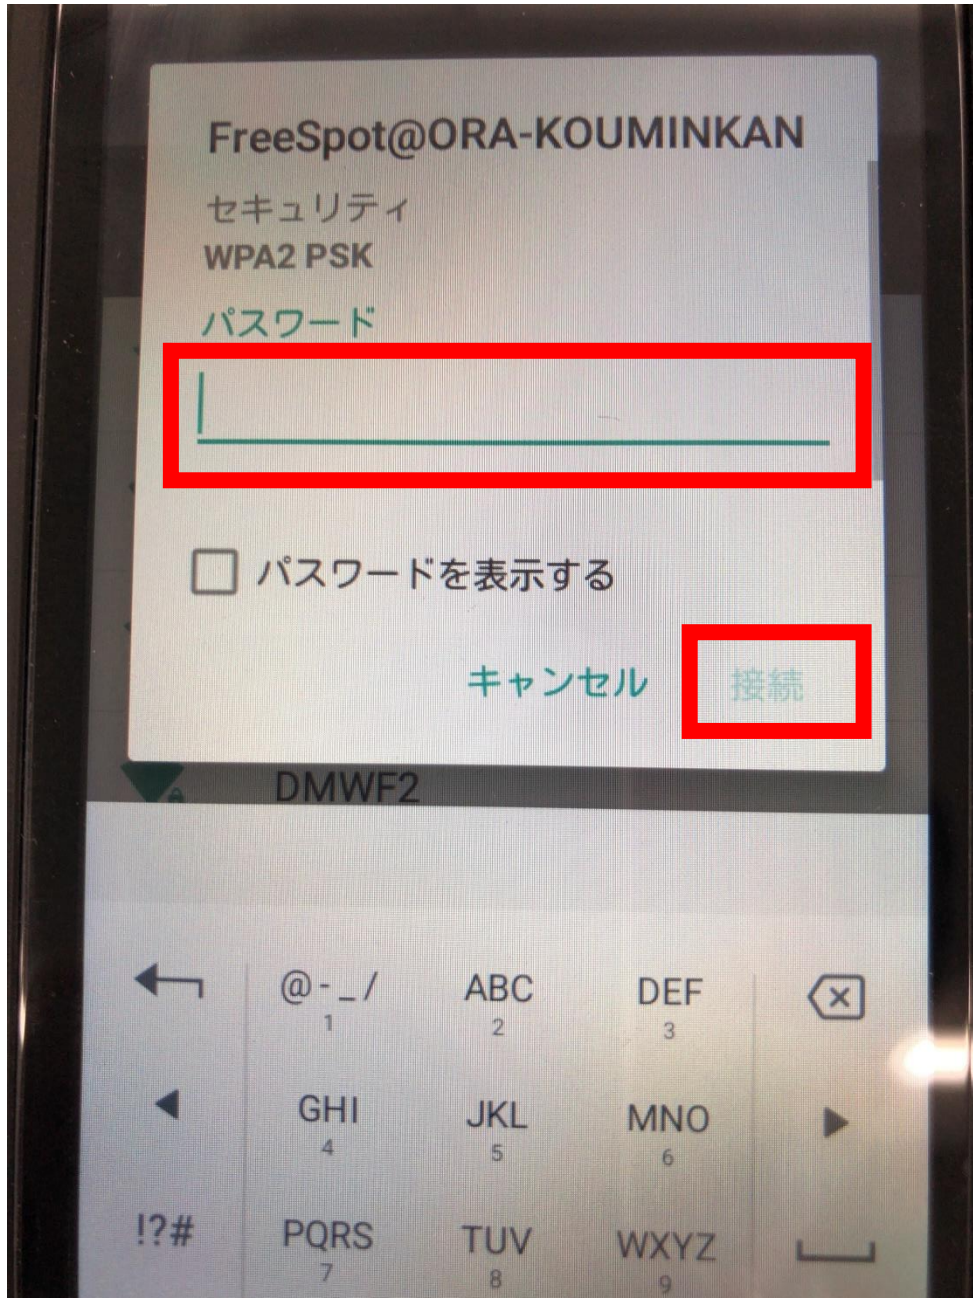 FreeSpot@ORA-KOUMINKAN
セキュリティ
WPA2 PSK
パスワード
パスワードを表示する
キャンセル 接続
DMWF2
@-_/ ABC DEF
1 2 3
GHI JKL MNO
4 5 6
!?# PQRS TUV WXYZ
7 8 9